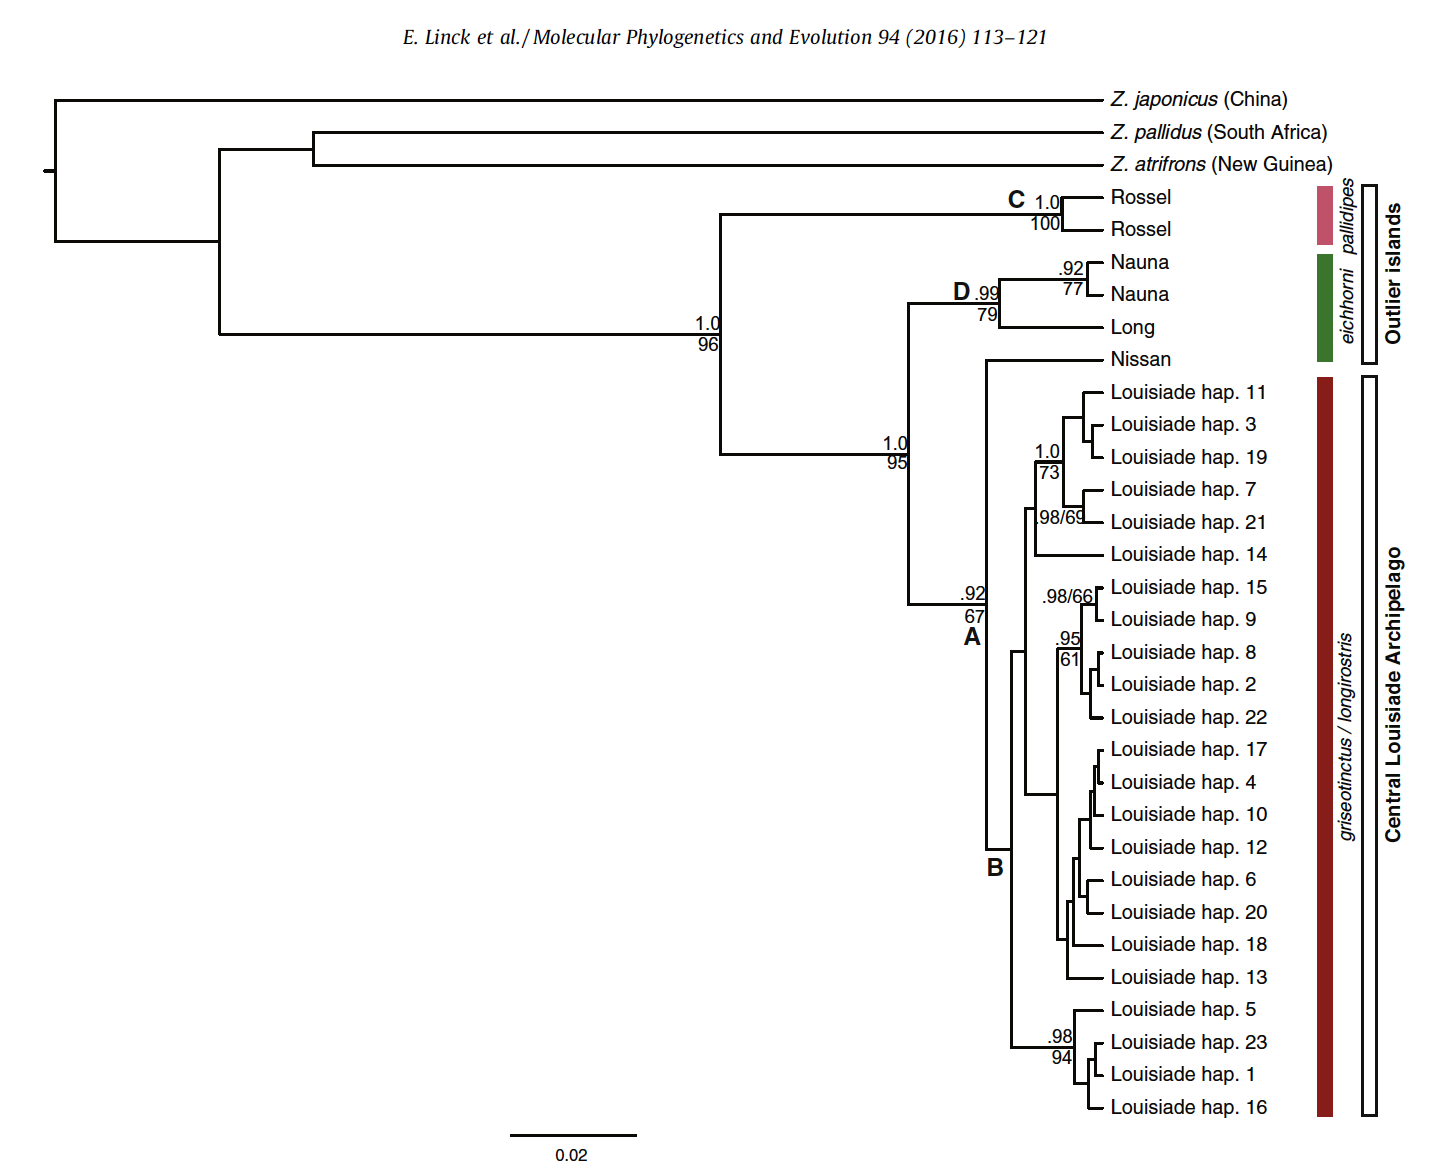 E. Linck et al. / Molecular Phylogenetics and Evolution 94 (2016) 113–121
Z. japonicus (China)
Z. pallidus (South Africa)
Z. atrifrons (New Guinea)
C 1.0
100
Rossel
Rossel
pallidipes
Outlier islands
.92
77
Nauna
Nauna
D .99
79
Long
eichhorni
1.0
96
Nissan
Louisiade hap. 11
Louisiade hap. 3
1.0
95
1.0
73
Louisiade hap. 19
Louisiade hap. 7
.98/69
Louisiade hap. 21
Louisiade hap. 14
.92
67
A
.98/66
Louisiade hap. 15
Louisiade hap. 9
.95
61
Louisiade hap. 8
Louisiade hap. 2
Louisiade hap. 22
griseotinctus / longirostris
Central Louisiade Archipelago
Louisiade hap. 17
Louisiade hap. 4
Louisiade hap. 10
Louisiade hap. 12
B
Louisiade hap. 6
Louisiade hap. 20
Louisiade hap. 18
Louisiade hap. 13
Louisiade hap. 5
.98
94
Louisiade hap. 23
Louisiade hap. 1
Louisiade hap. 16
0.02